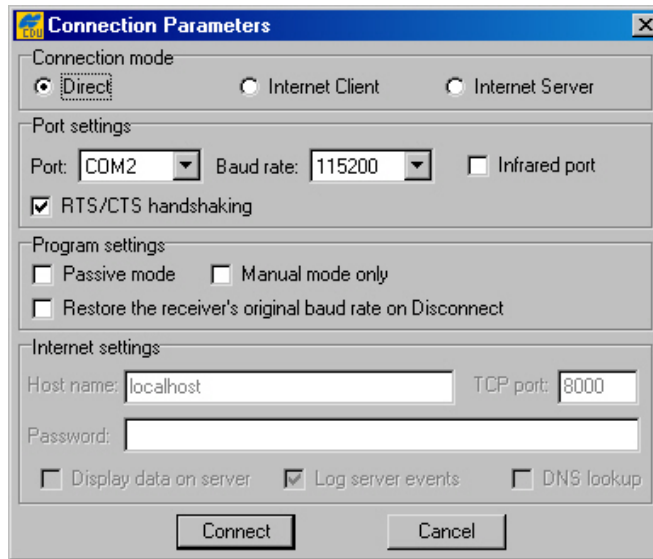 CDU Connection Parameters
Connection mode
Direct Internet Client Internet Server
Port settings
Port: COM2 Baud rate: 115200 Infrared port
RTS/CTS handshaking
Program settings
Passive mode Manual mode only
Restore the receiver's original baud rate on Disconnect
Internet settings
Host name: localhost TCP port: 8000
Password:
Display data on server Log server events DNS lookup
Connect Cancel